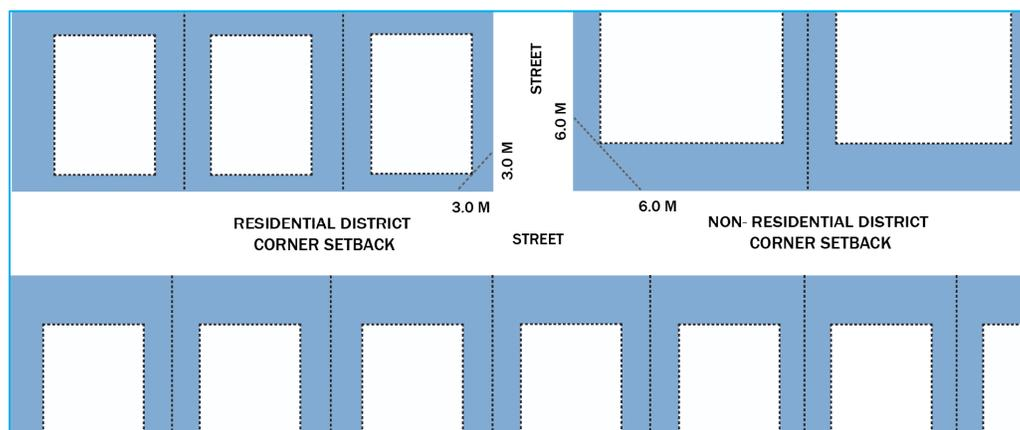 STREET
6.0 M
3.0 M
3.0 M
6.0 M
RESIDENTIAL DISTRICT
CORNER SETBACK
STREET
NON- RESIDENTIAL DISTRICT
CORNER SETBACK